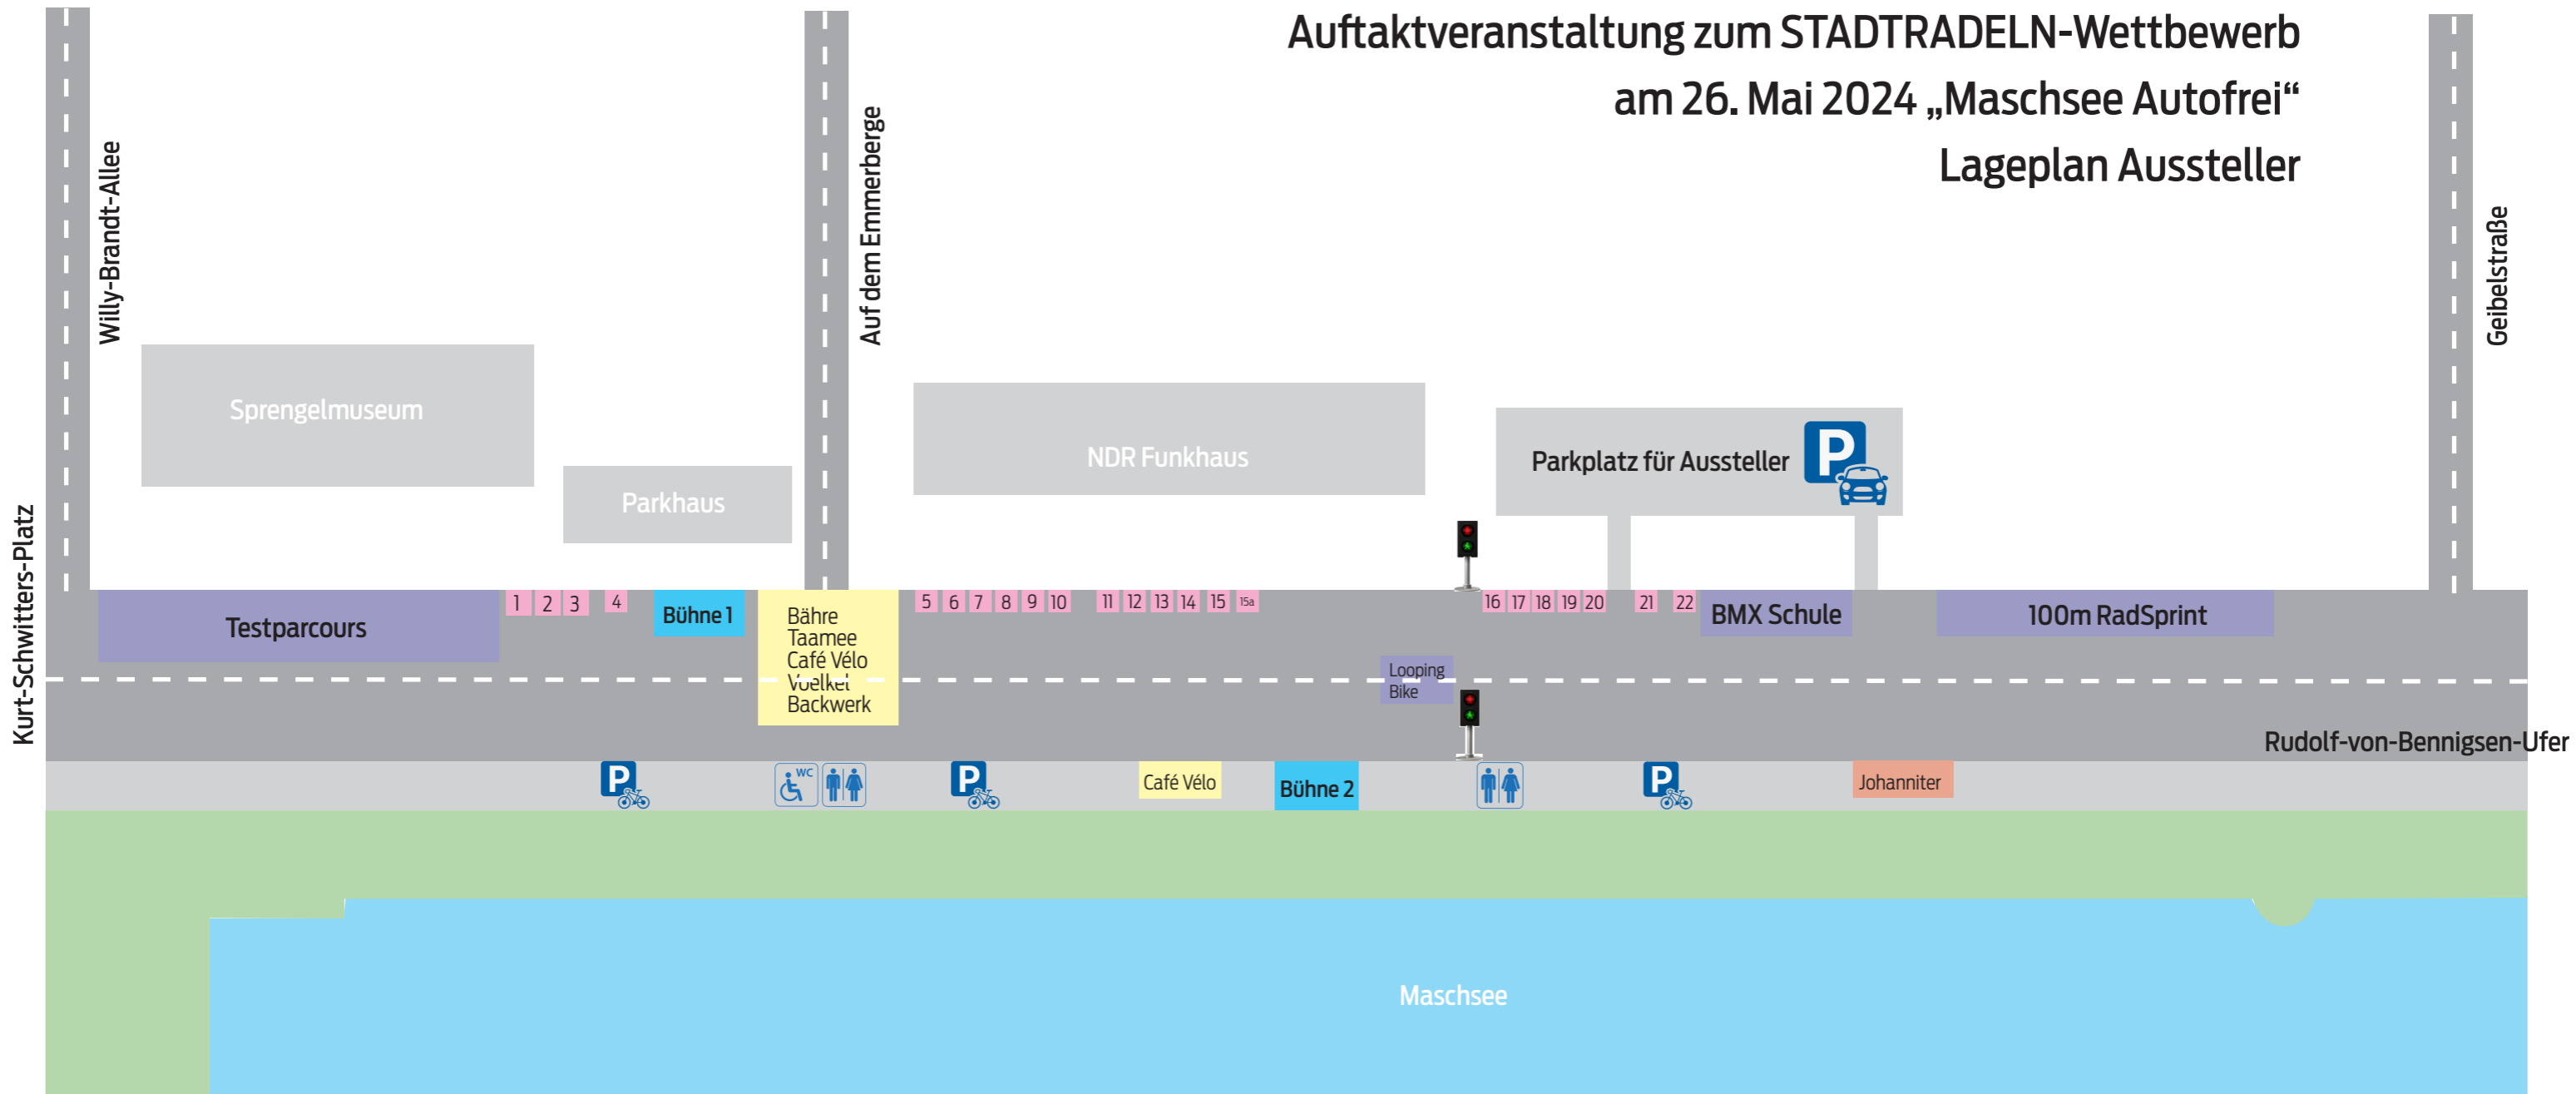 Auftaktveranstaltung zum STADTRADELN-Wettbewerb
am 26. Mai 2024 „Maschsee Autofrei“
Lageplan Aussteller
Willy-Brandt-Allee
Auf dem Emmerberge
Geibelstraße
Kurt-Schwitters-Platz
Sprengelmuseum
Parkhaus
NDR Funkhaus
Parkplatz für Aussteller
P
Testparcours
1
2
3
4
Bühne 1
Bähre
Taamee
Café Vélo
Voelkel
Backwerk
5
6
7
8
9
10
11
12
13
14
15
15a
16
17
18
19
20
21
22
BMX Schule
100m RadSprint
Looping
Bike
Rudolf-von-Bennigsen-Ufer
P
WC
P
Café Vélo
Bühne 2
P
Johanniter
Maschsee